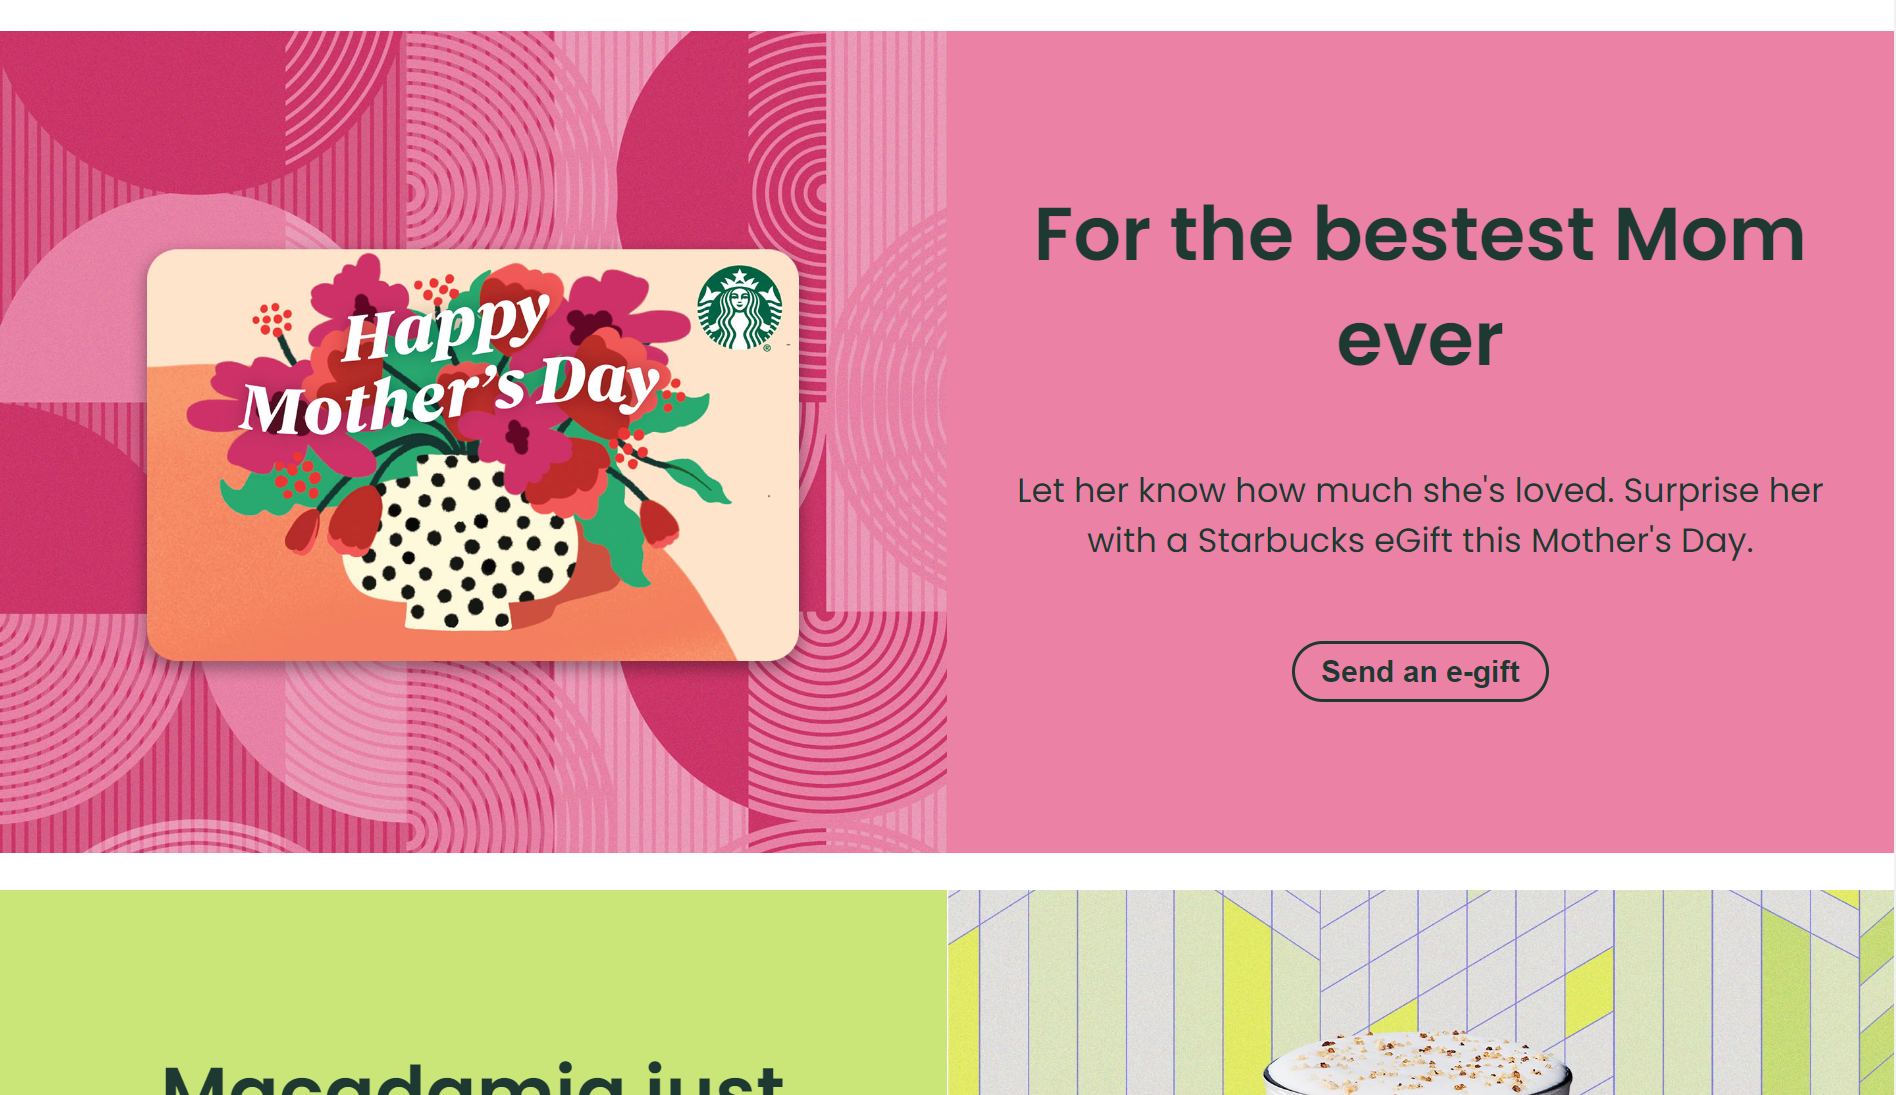 Happy
Mother's Day
For the bestest Mom
ever
Let her know how much she's loved. Surprise her
with a Starbucks eGift this Mother's Day.
Send an e-gift
Macadamia just